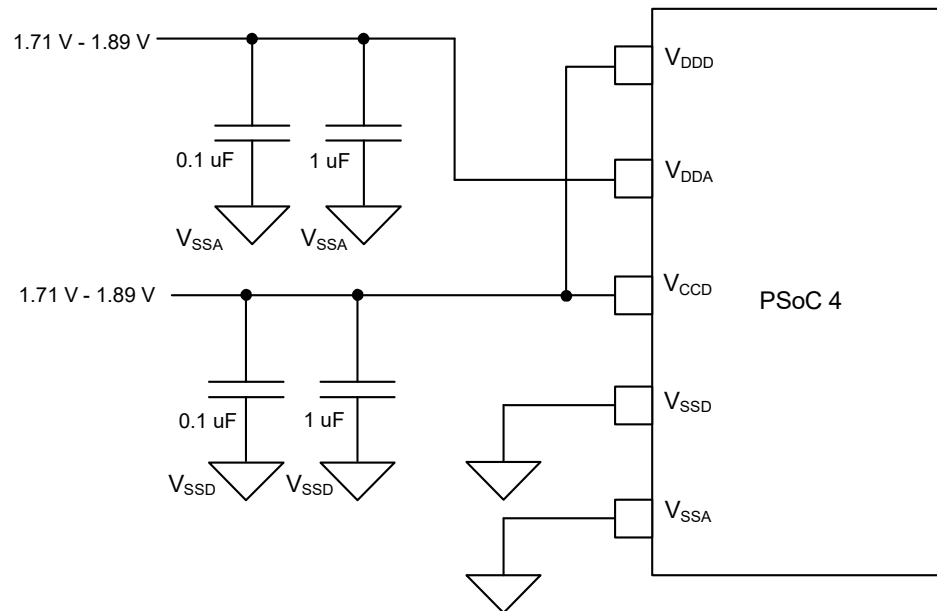 1.71 V - 1.89 V
V_DDD
0.1 uF
1 uF
V_DDA
V_SSA
V_SSA
1.71 V - 1.89 V
V_CCD
PSoC 4
0.1 uF
1 uF
V_SSD
V_SSD
V_SSD
V_SSA